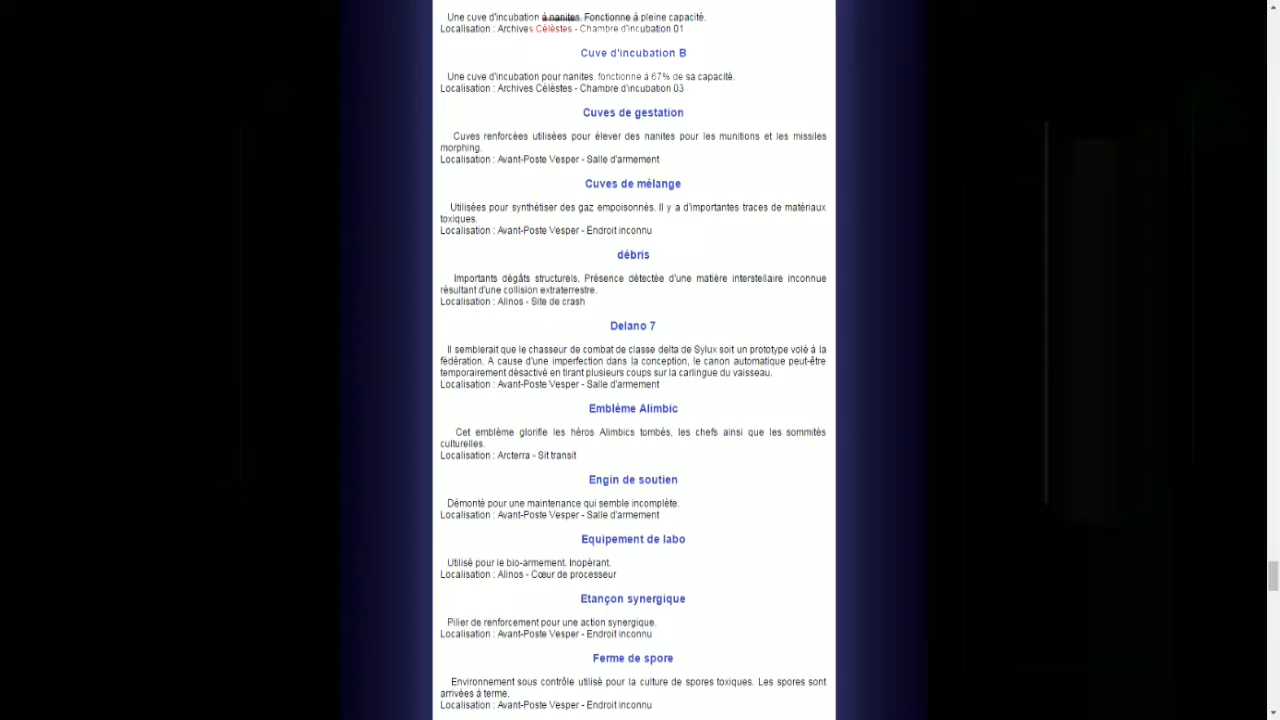 Une cuve d'incubation à nanites. Fonctionne à pleine capacité.
Localisation : Archives Célèstes - Chambre d'incubation 01
Cuve d'incubation B
Une cuve d'incubation pour nanites, fonctionne à 67% de sa capacité.
Localisation : Archives Célèstes - Chambre d'incubation 03
Cuves de gestation
Cuves renforcées utilisées pour élever des nanites pour les munitions et les missiles
morphing.
Localisation : Avant-Poste Vesper - Salle d'armement
Cuves de mélange
Utilisées pour synthétiser des gaz empoisonnés. Il y a d'importantes traces de matériaux
toxiques.
Localisation : Avant-Poste Vesper - Endroit inconnu
débris
Importants dégâts structurels. Présence détectée d'une matière interstellaire inconnue
résultant d'une collision extraterrestre.
Localisation : Alinos - Site de crash
Delano 7
Il semblerait que le chasseur de combat de classe delta de Sylux soit un prototype volé à la
fédération. A cause d'une imperfection dans la conception, le canon automatique peut-être
temporairement désactivé en tirant plusieurs coups sur la carlingue du vaisseau.
Localisation : Avant-Poste Vesper - Salle d'armement
Emblème Alimbic
Cet emblème glorifie les héros Alimbics tombés, les chefs ainsi que les sommités
culturelles.
Localisation : Arcterra - Sit transit
Engin de soutien
Démonté pour une maintenance qui semble incomplète.
Localisation : Avant-Poste Vesper - Salle d'armement
Equipement de labo
Utilisé pour le bio-armement. Inopérant.
Localisation : Alinos - Cœur de processeur
Etançon synergique
Pilier de renforcement pour une action synergique.
Localisation : Avant-Poste Vesper - Endroit inconnu
Ferme de spore
Environnement sous contrôle utilisé pour la culture de spores toxiques. Les spores sont
arrivées à terme.
Localisation : Avant-Poste Vesper - Endroit inconnu